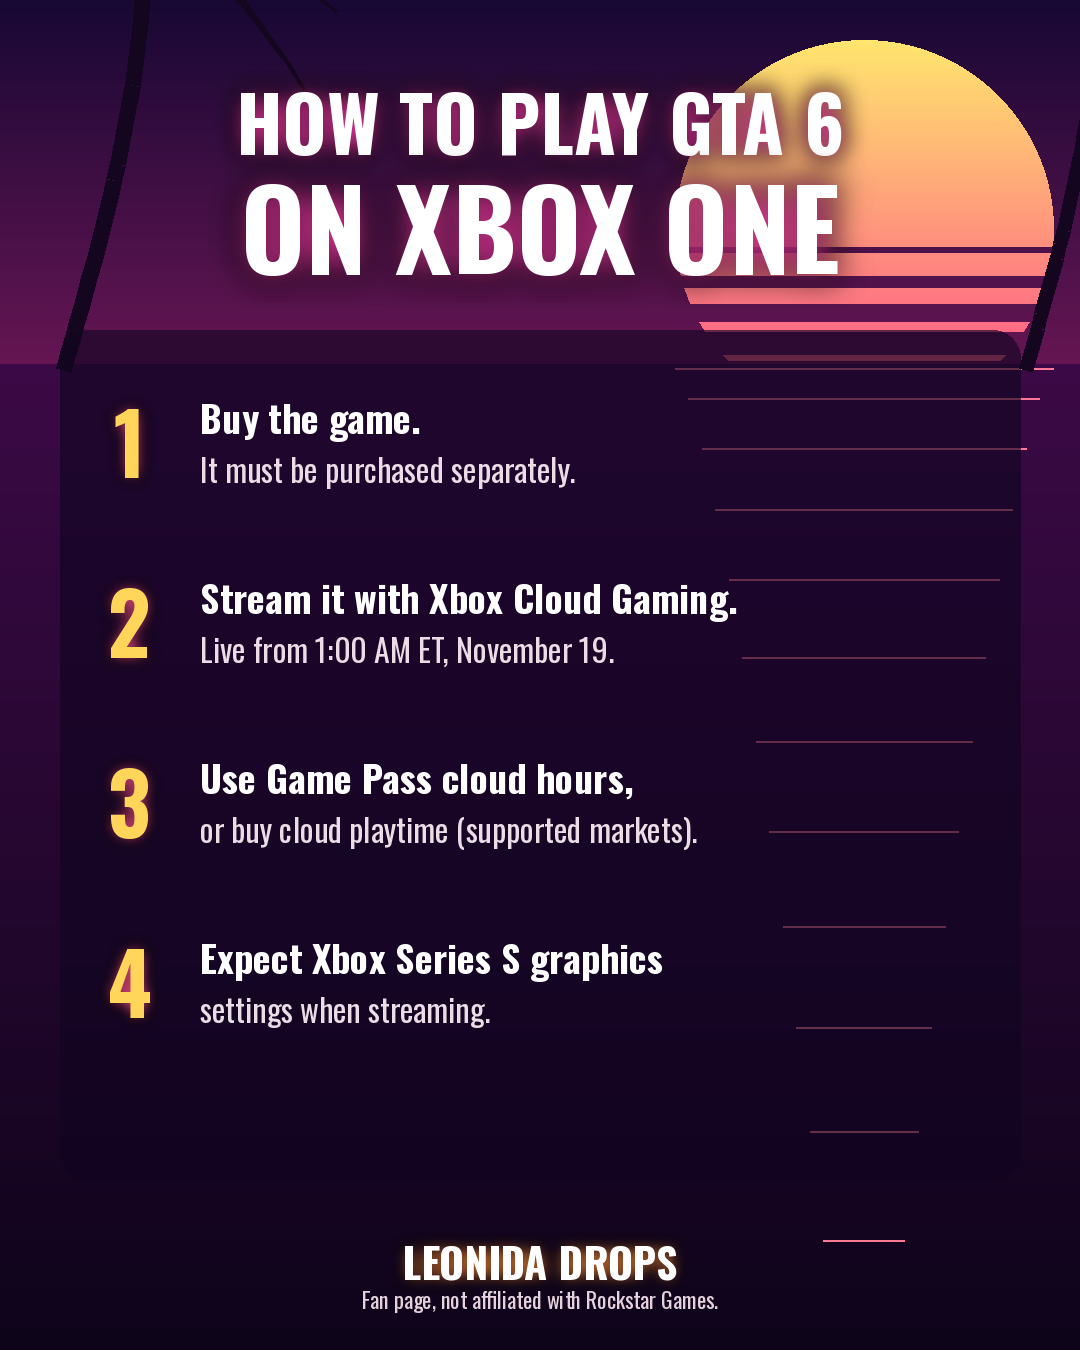 HOW TO PLAY GTA 6
ON XBOX ONE
1
Buy the game.
It must be purchased separately.
2
Stream it with Xbox Cloud Gaming.
Live from 1:00 AM ET, November 19.
3
Use Game Pass cloud hours,
or buy cloud playtime (supported markets).
4
Expect Xbox Series S graphics
settings when streaming.
LEONIDA DROPS
Fan page, not affiliated with Rockstar Games.